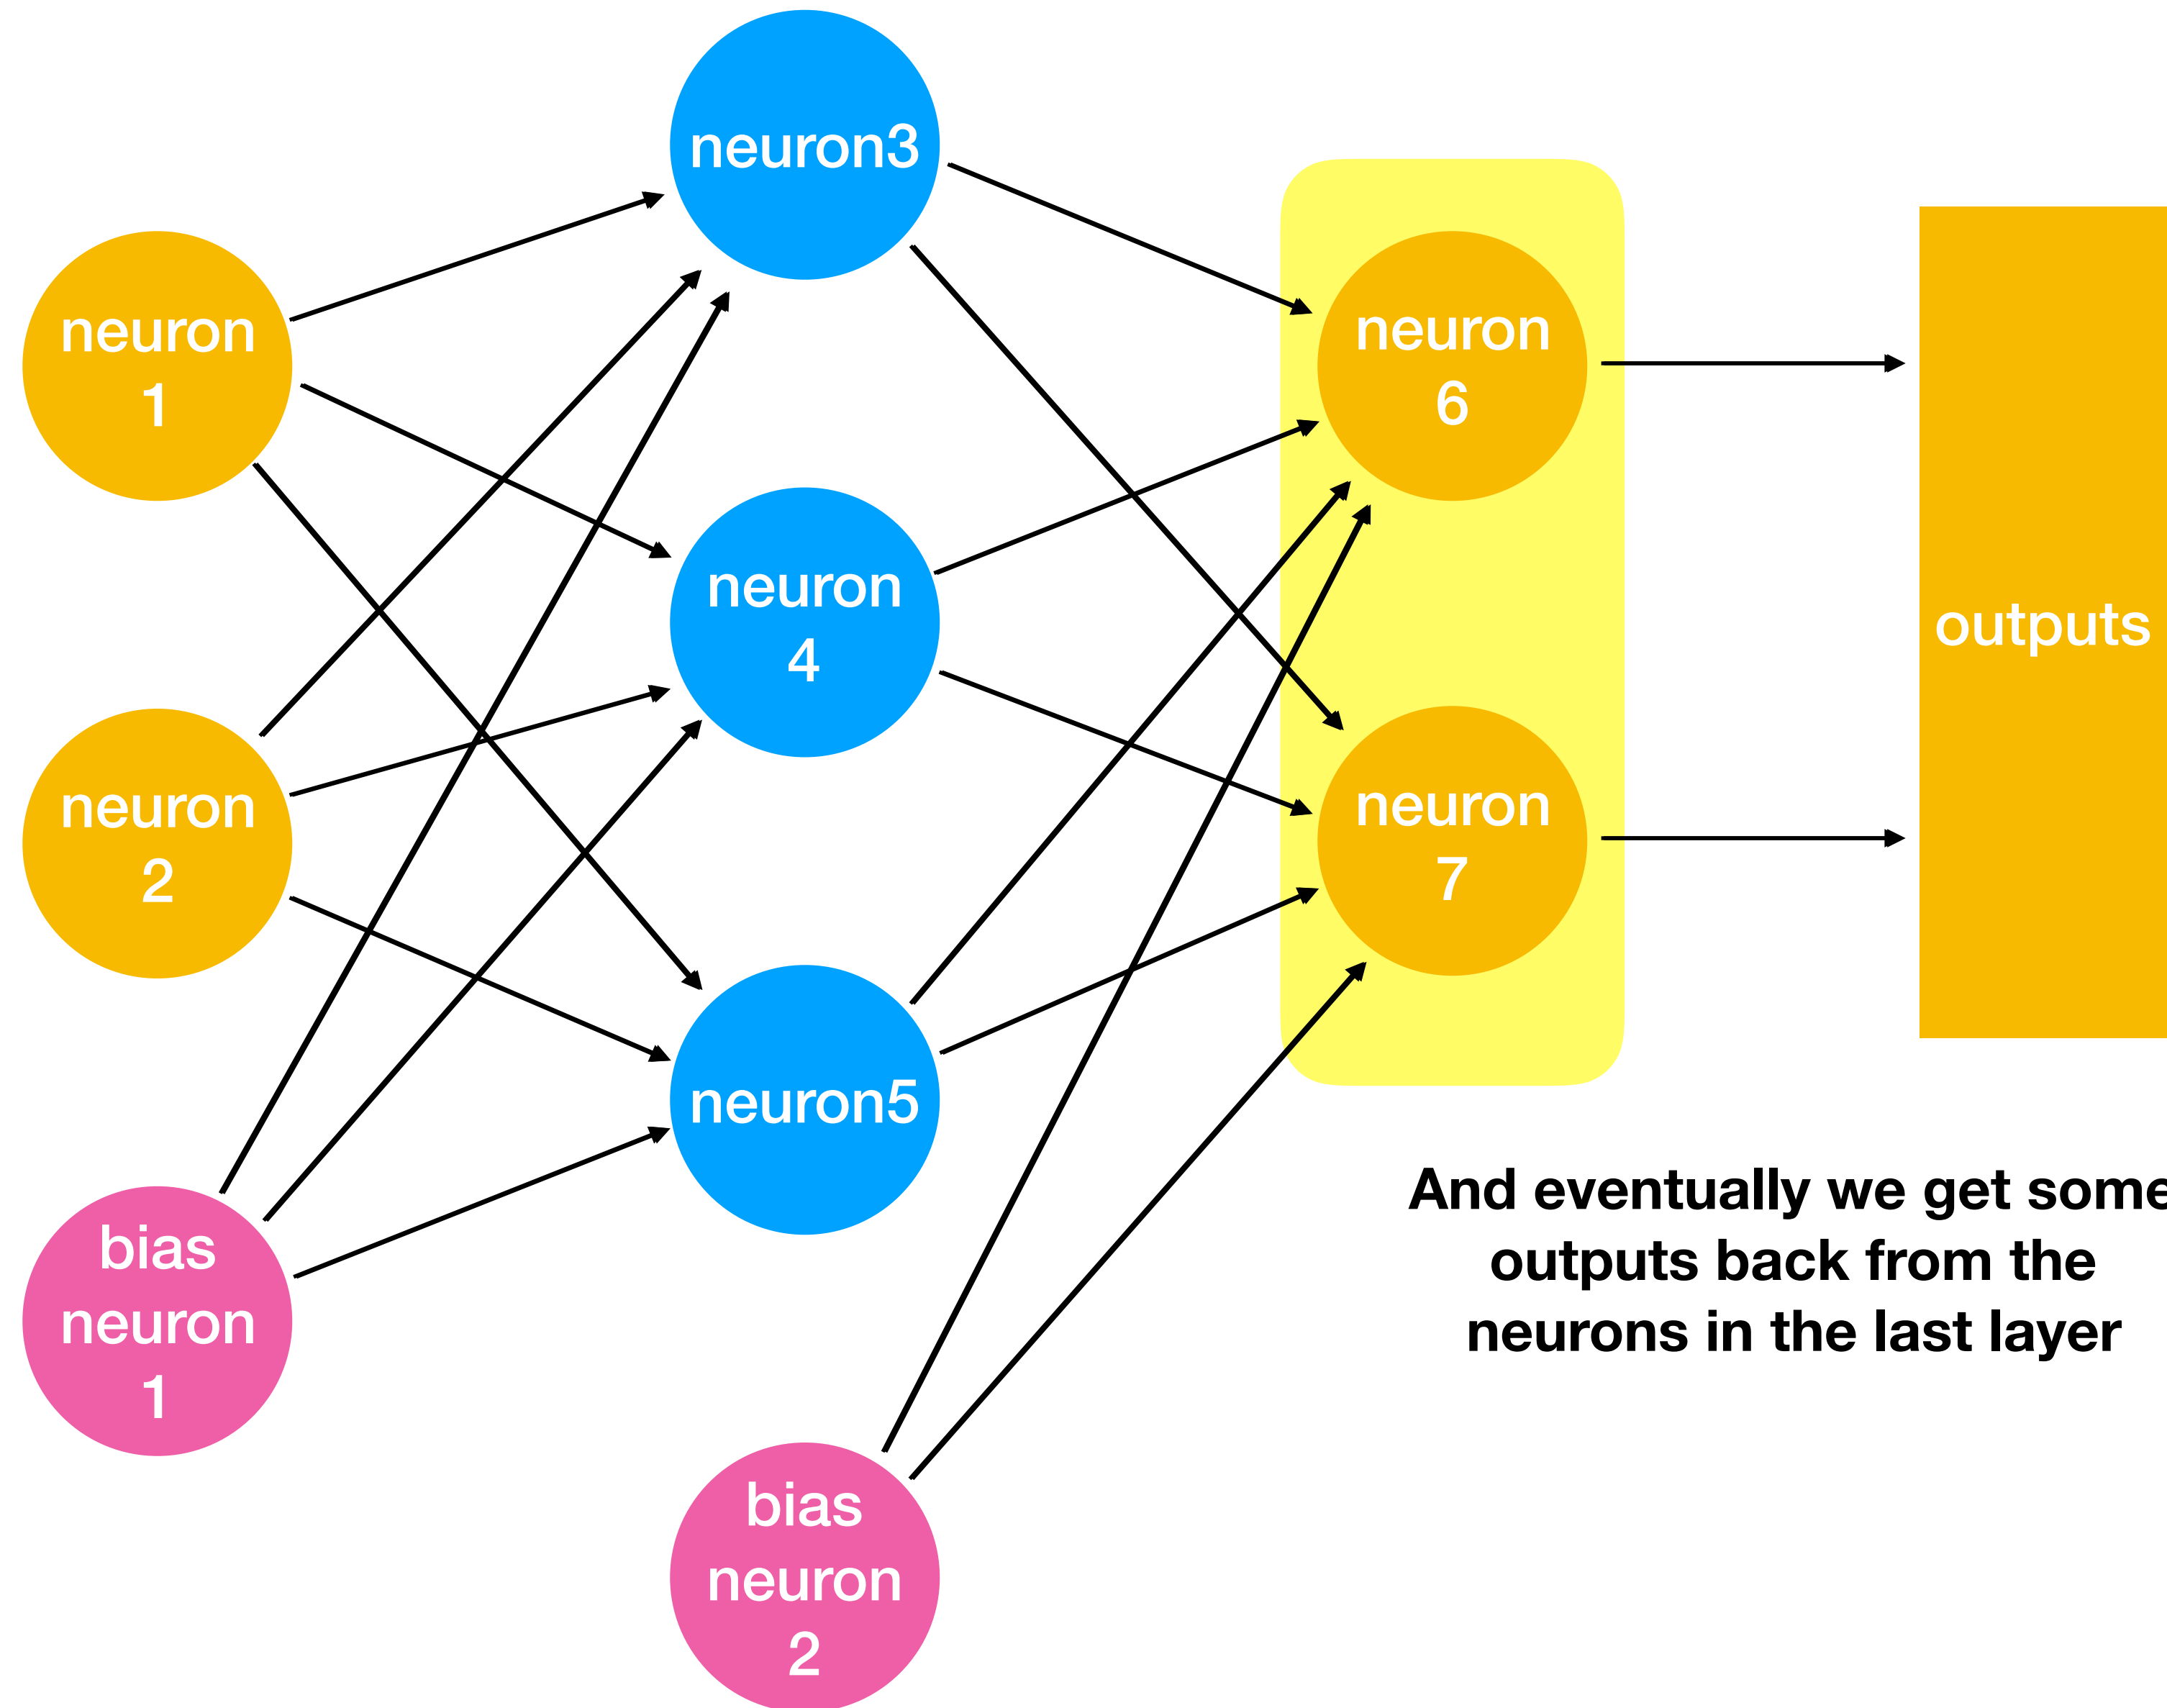 neuron
1
neuron
2
bias
neuron
1
neuron3
neuron
4
neuron5
bias
neuron
2
neuron
6
neuron
7
outputs
And eventually we get some
outputs back from the
neurons in the last layer